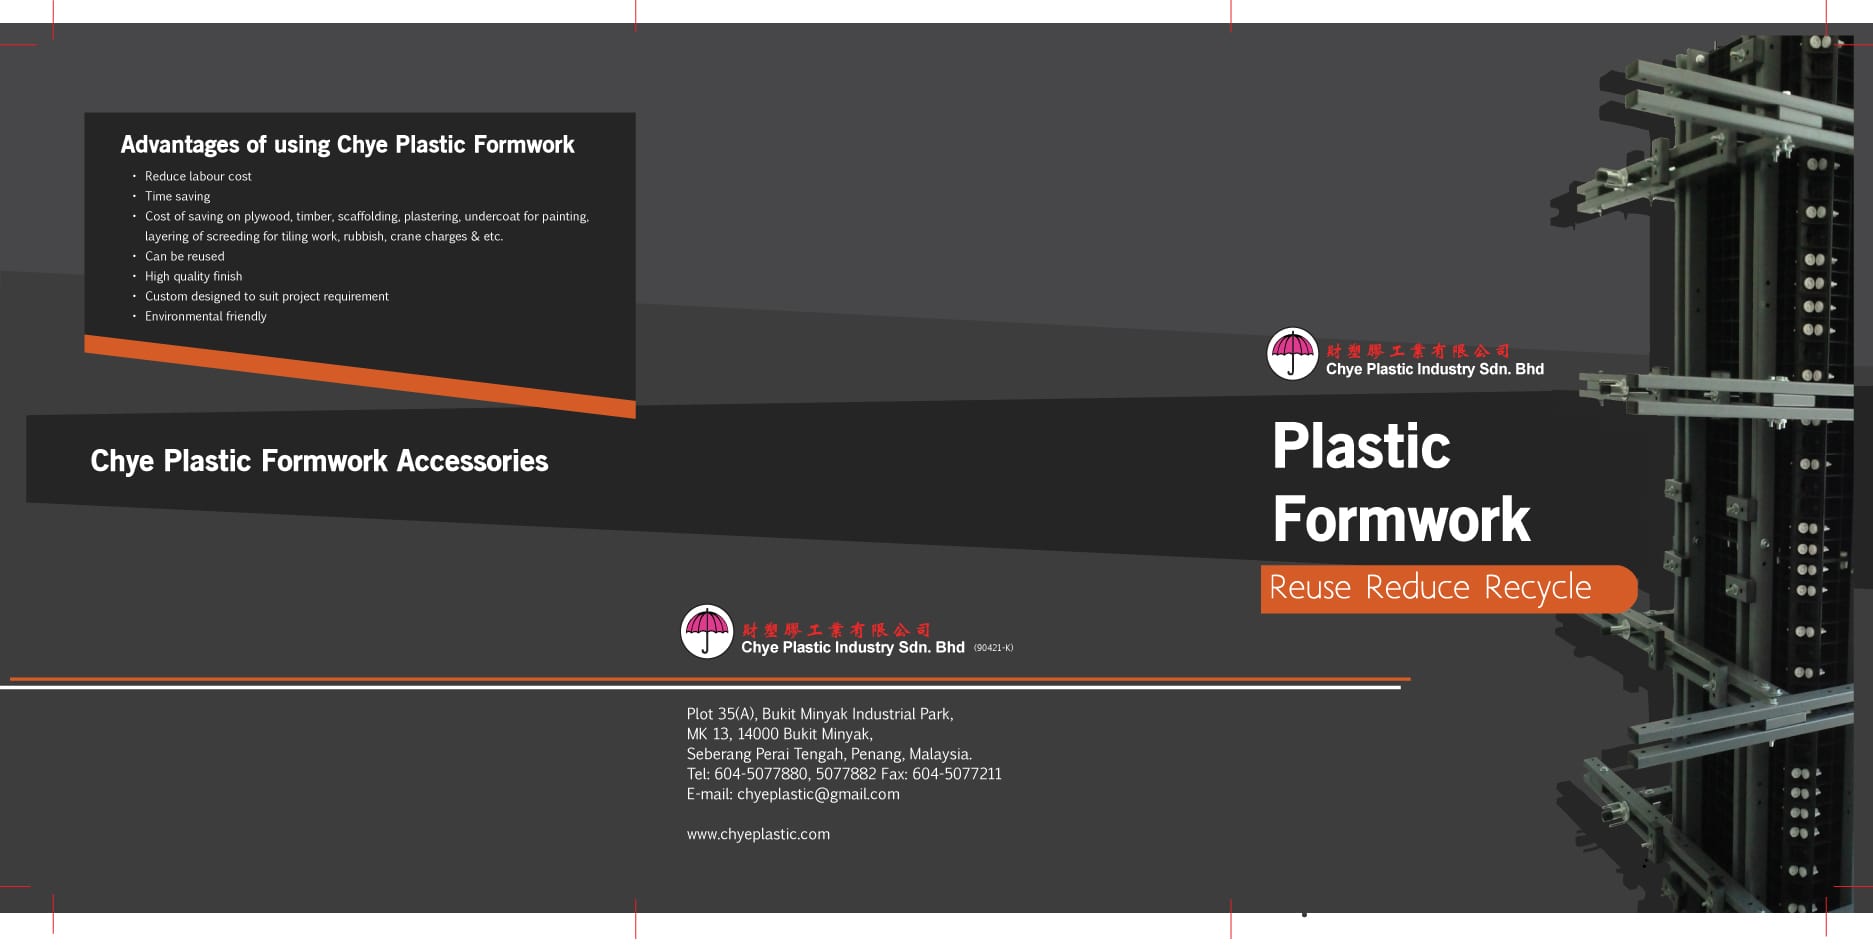 Advantages of using Chye Plastic Formwork
• Reduce labour cost
• Time saving
• Cost of saving on plywood, timber, scaffolding, plastering, undercoat for painting,
layering of screeding for tiling work, rubbish, crane charges & etc.
• Can be reused
• High quality finish
• Custom designed to suit project requirement
• Environmental friendly
Chye Plastic Formwork Accessories
財塑膠工業有限公司
Chye Plastic Industry Sdn. Bhd (90421-K)
Plot 35(A), Bukit Minyak Industrial Park,
MK 13, 14000 Bukit Minyak,
Seberang Perai Tengah, Penang, Malaysia.
Tel: 604-5077880, 5077882 Fax: 604-5077211
E-mail: chyeplastic@gmail.com
www.chyeplastic.com
財塑膠工業有限公司
Chye Plastic Industry Sdn. Bhd
Plastic
Formwork
Reuse Reduce Recycle